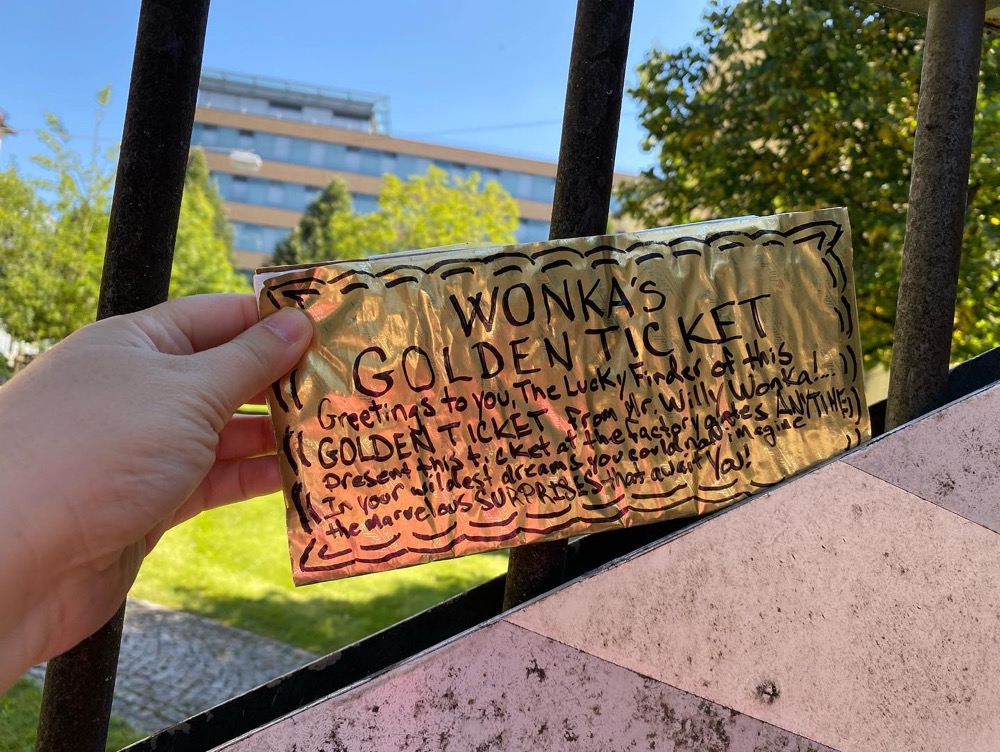 WONKA'S
GOLDEN TICKET
Greetings to you, The Lucky Finder of this
GOLDEN TICKET From Mr. Willy Wonka!...
present this ticket at the factory gates ANYTIME,
In your wildest dreams you could not imagine
the marvelous SURPRISES that await You!